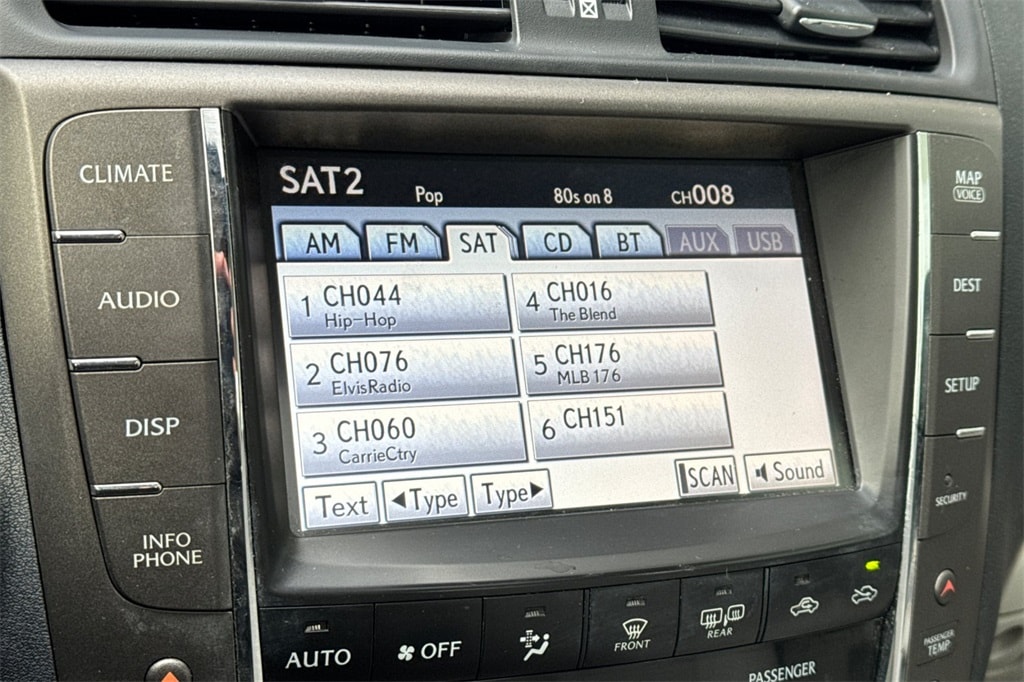 CLIMATE
AUDIO
DISP
INFO
PHONE
SAT2
Pop
80s on 8
CH008
AM
FM
SAT
CD
BT
AUX
USB
1 CH044
Hip-Hop
2 CH076
ElvisRadio
3 CH060
CarrieCtry
4 CH016
The Blend
5 CH176
MLB 176
6 CH151
Text
◀Type
Type▶
SCAN
Sound
MAP
VOICE
DEST
SETUP
SECURITY
AUTO
OFF
FRONT
REAR
PASSENGER
TEMP
PASSENGER